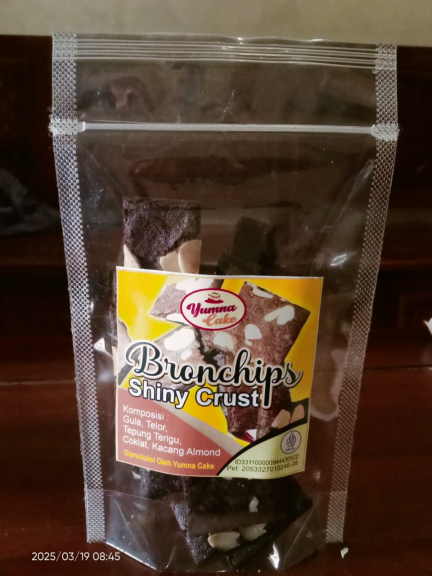 Yumna
Cake
Bronchips
Shiny Crust
Komposisi :
Gula, Telor,
Tepung Terigu,
Coklat, Kacang Almond
Diproduksi Oleh Yumna Cake
2025/03/19 08:45